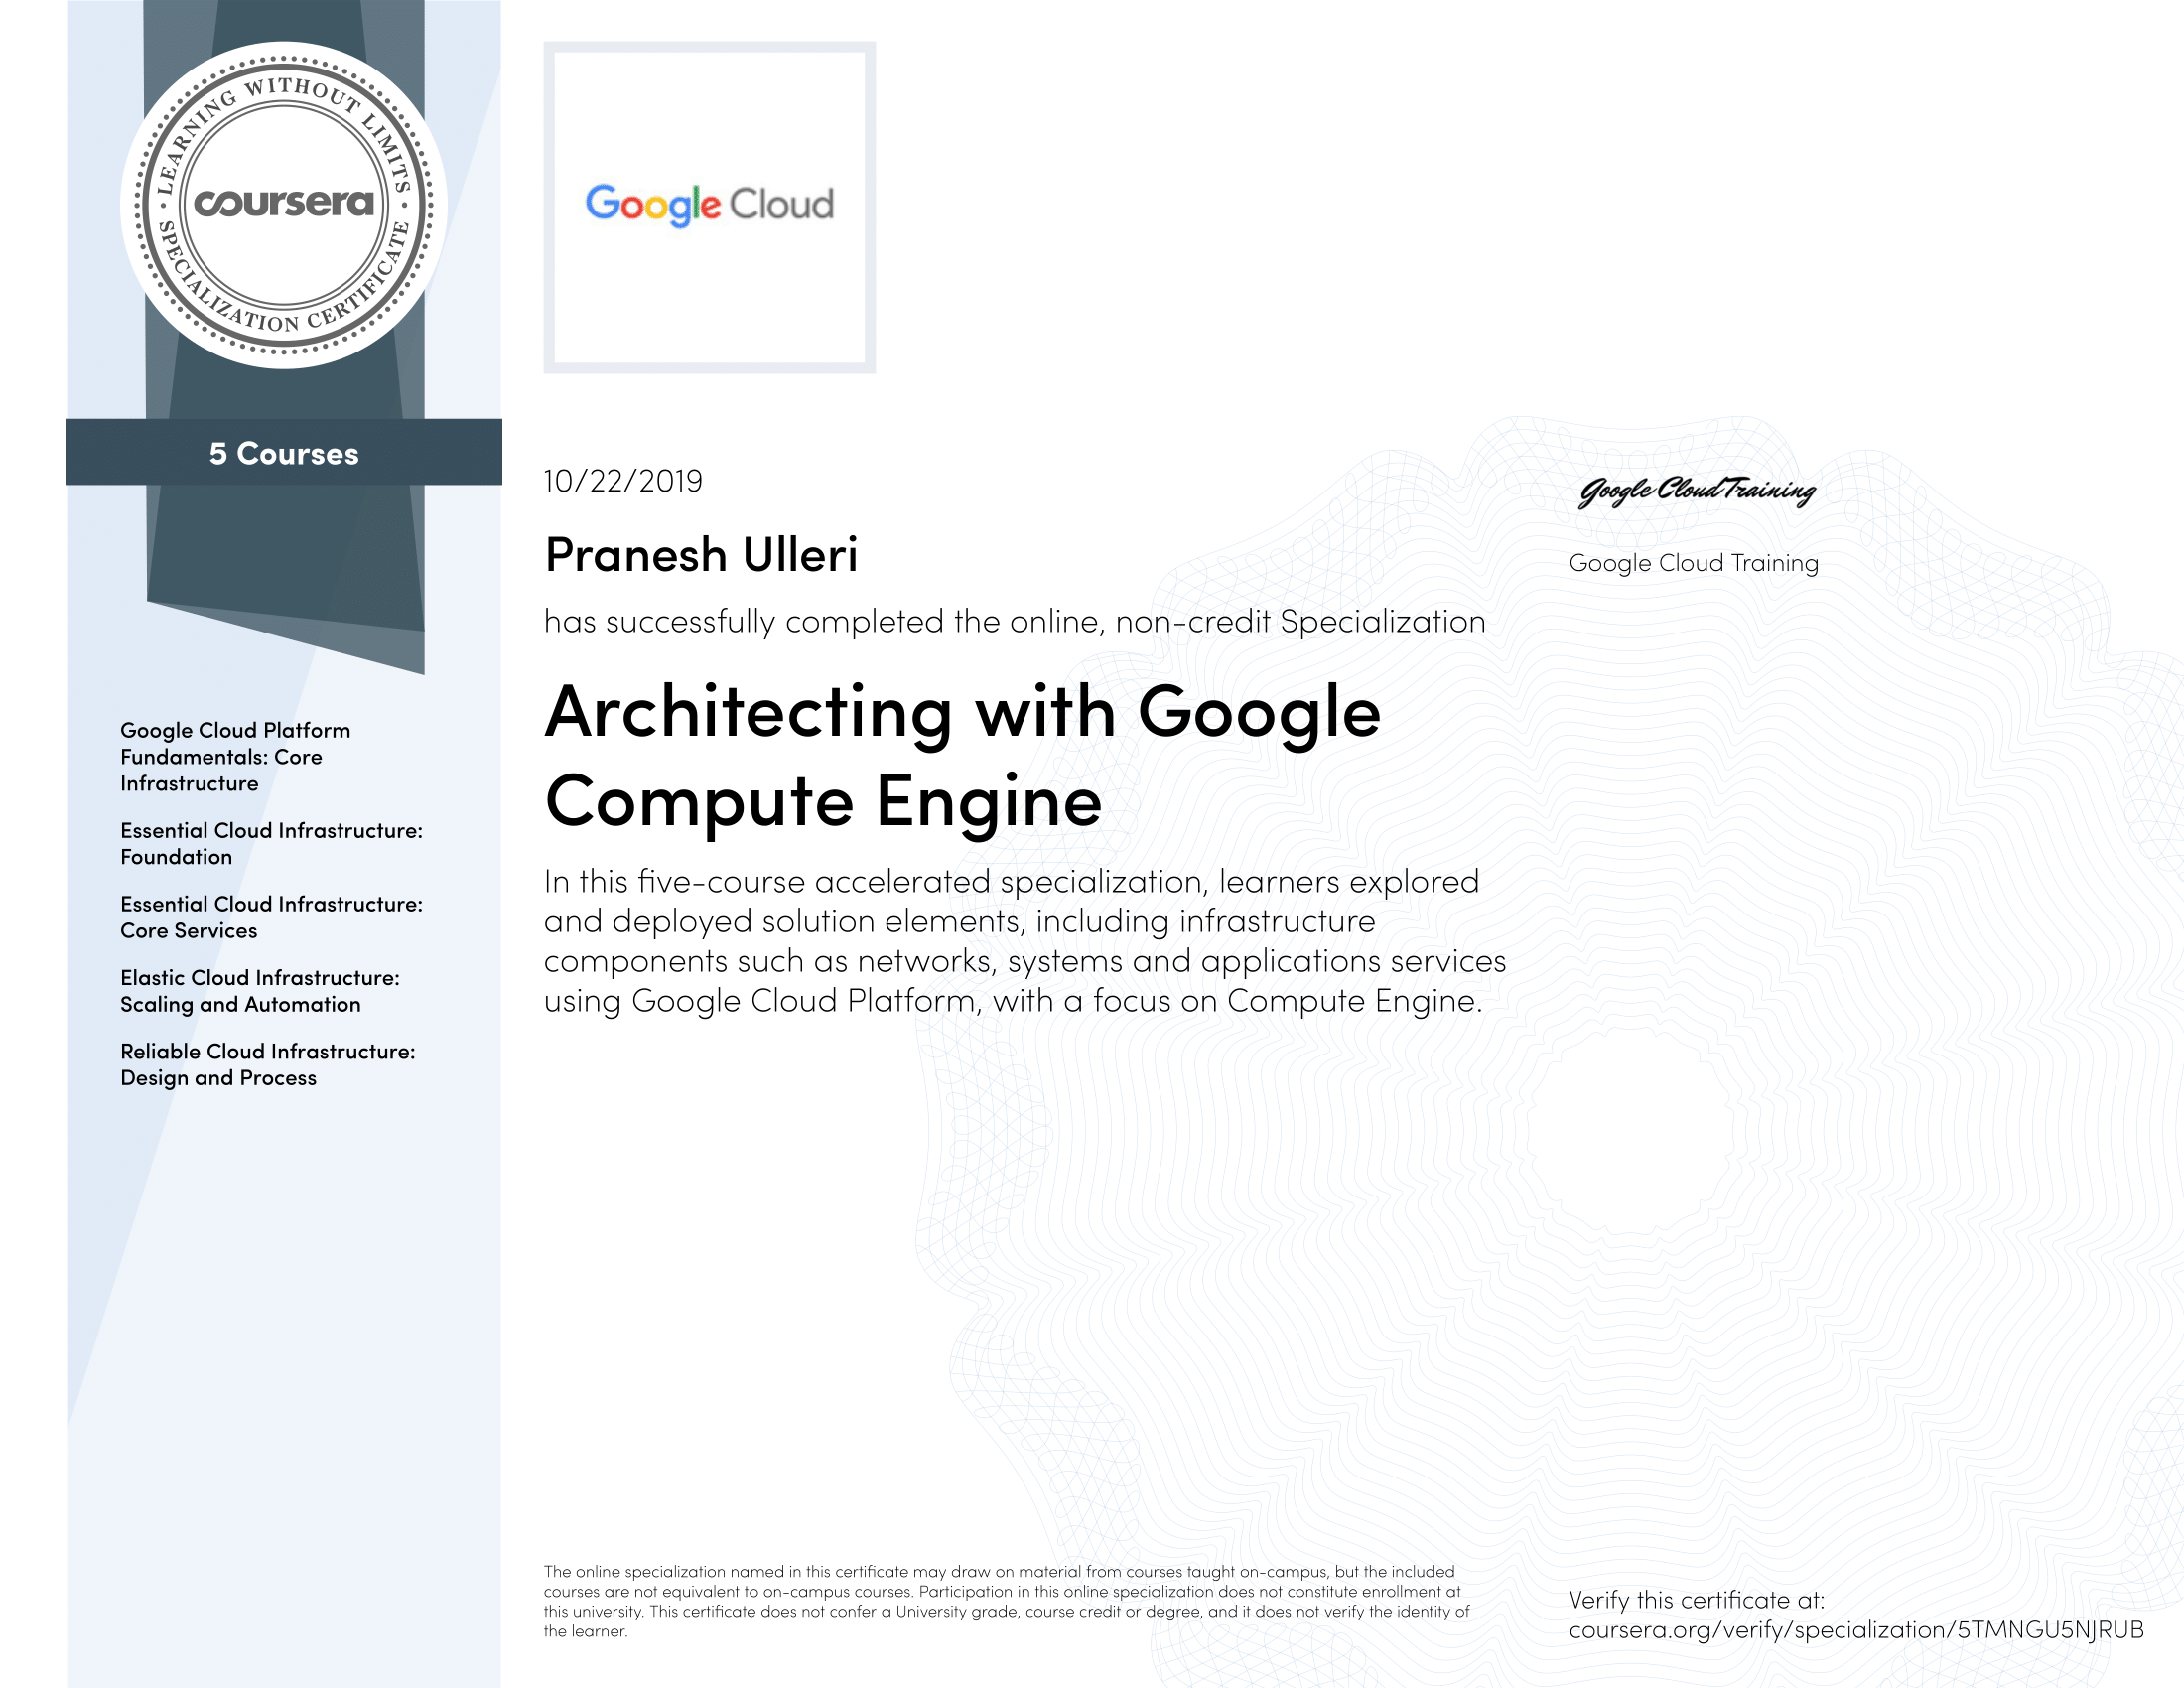 LEARNING WITHOUT LIMITS
coursera
SPECIALIZATION CERTIFICATE
5 Courses
Google Cloud Platform
Fundamentals: Core
Infrastructure
Essential Cloud Infrastructure:
Foundation
Essential Cloud Infrastructure:
Core Services
Elastic Cloud Infrastructure:
Scaling and Automation
Reliable Cloud Infrastructure:
Design and Process
Google Cloud
10/22/2019
Pranesh Ulleri
has successfully completed the online, non-credit Specialization
Architecting with Google
Compute Engine
In this five-course accelerated specialization, learners explored
and deployed solution elements, including infrastructure
components such as networks, systems and applications services
using Google Cloud Platform, with a focus on Compute Engine.
Google Cloud Training
Google Cloud Training
The online specialization named in this certificate may draw on material from courses taught on-campus, but the included
courses are not equivalent to on-campus courses. Participation in this online specialization does not constitute enrollment at
this university. This certificate does not confer a University grade, course credit or degree, and it does not verify the identity of
the learner.
Verify this certificate at:
coursera.org/verify/specialization/5TMNGU5NJRUB